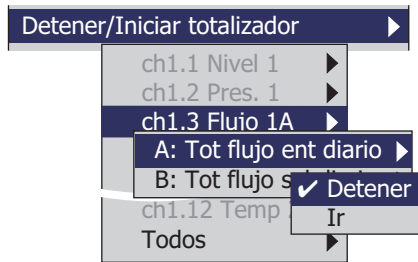 Detener/Iniciar totalizador
ch1.1 Nivel 1
ch1.2 Pres. 1
ch1.3 Flujo 1A
A: Tot flujo ent diario
B: Tot flujo s
✔ Detener
ch1.12 Temp
Ir
Todos